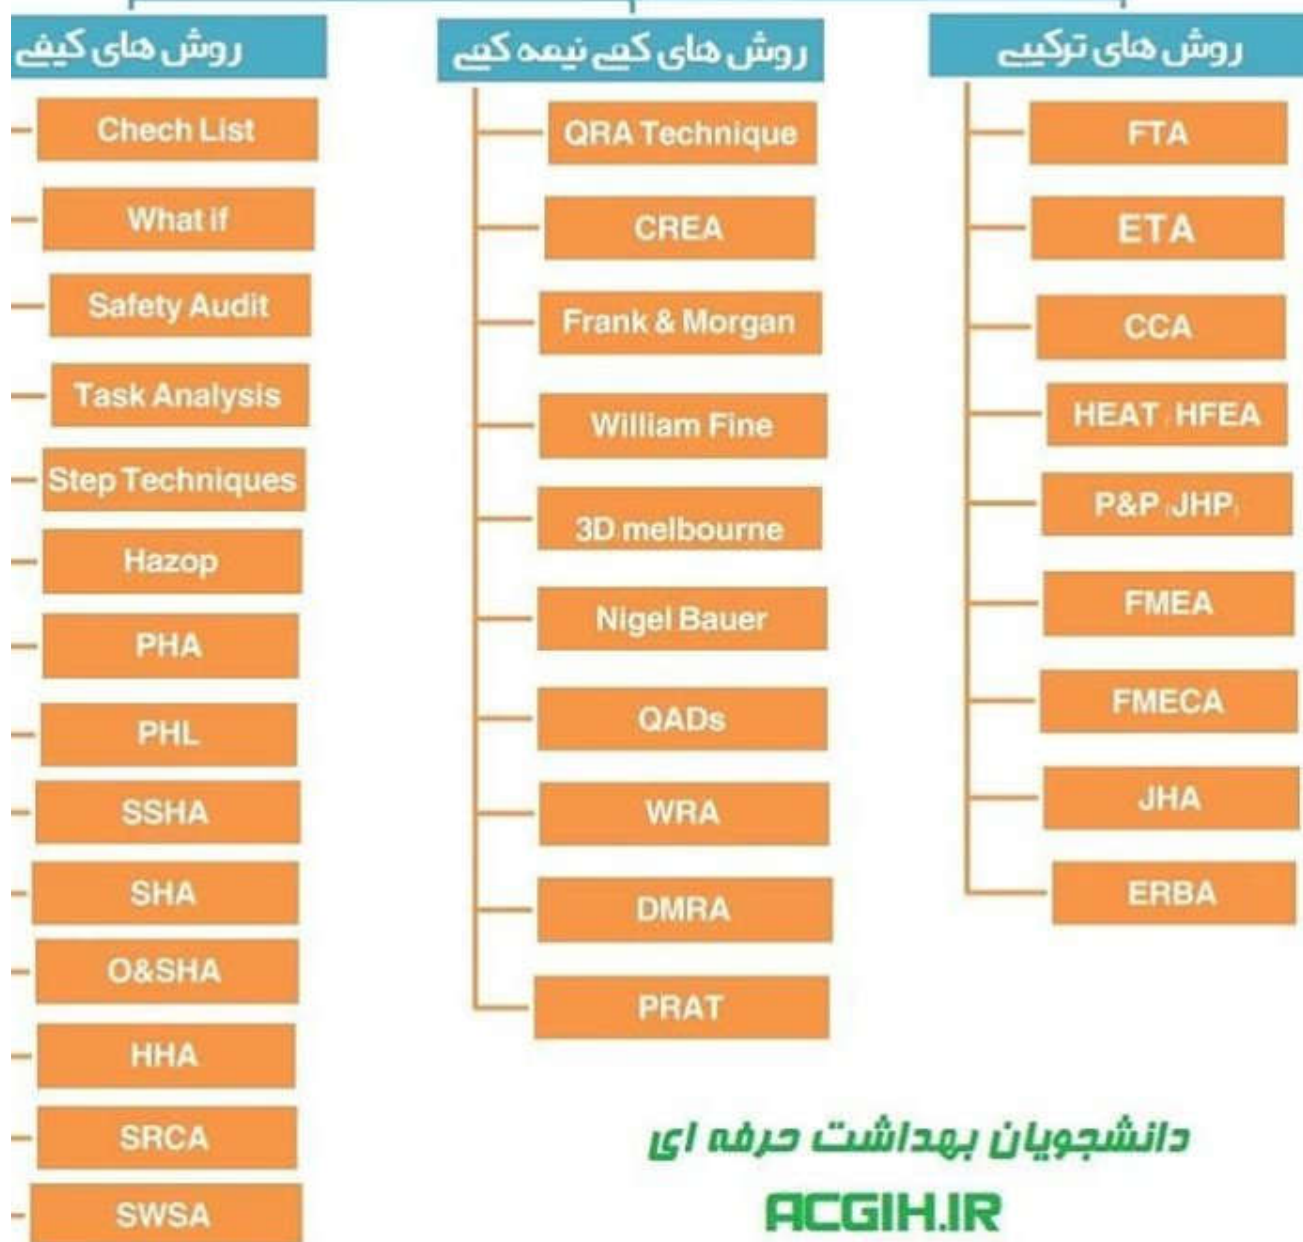 روش های کیفی
Chech List
What if
Safety Audit
Task Analysis
Step Techniques
Hazop
PHA
PHL
SSHA
SHA
O&SHA
HHA
SRCA
SWSA
روش های کمی نیمه کمی
QRA Technique
CREA
Frank & Morgan
William Fine
3D melbourne
Nigel Bauer
QADs
WRA
DMRA
PRAT
روش های ترکیبی
FTA
ETA
CCA
HEAT (HFEA
P&P (JHP)
FMEA
FMECA
JHA
ERBA
دانشجویان بهداشت حرفه ای
ACGIH.IR